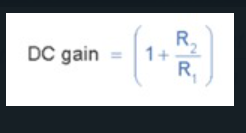 DC gain = (1 + R₂/R₁)